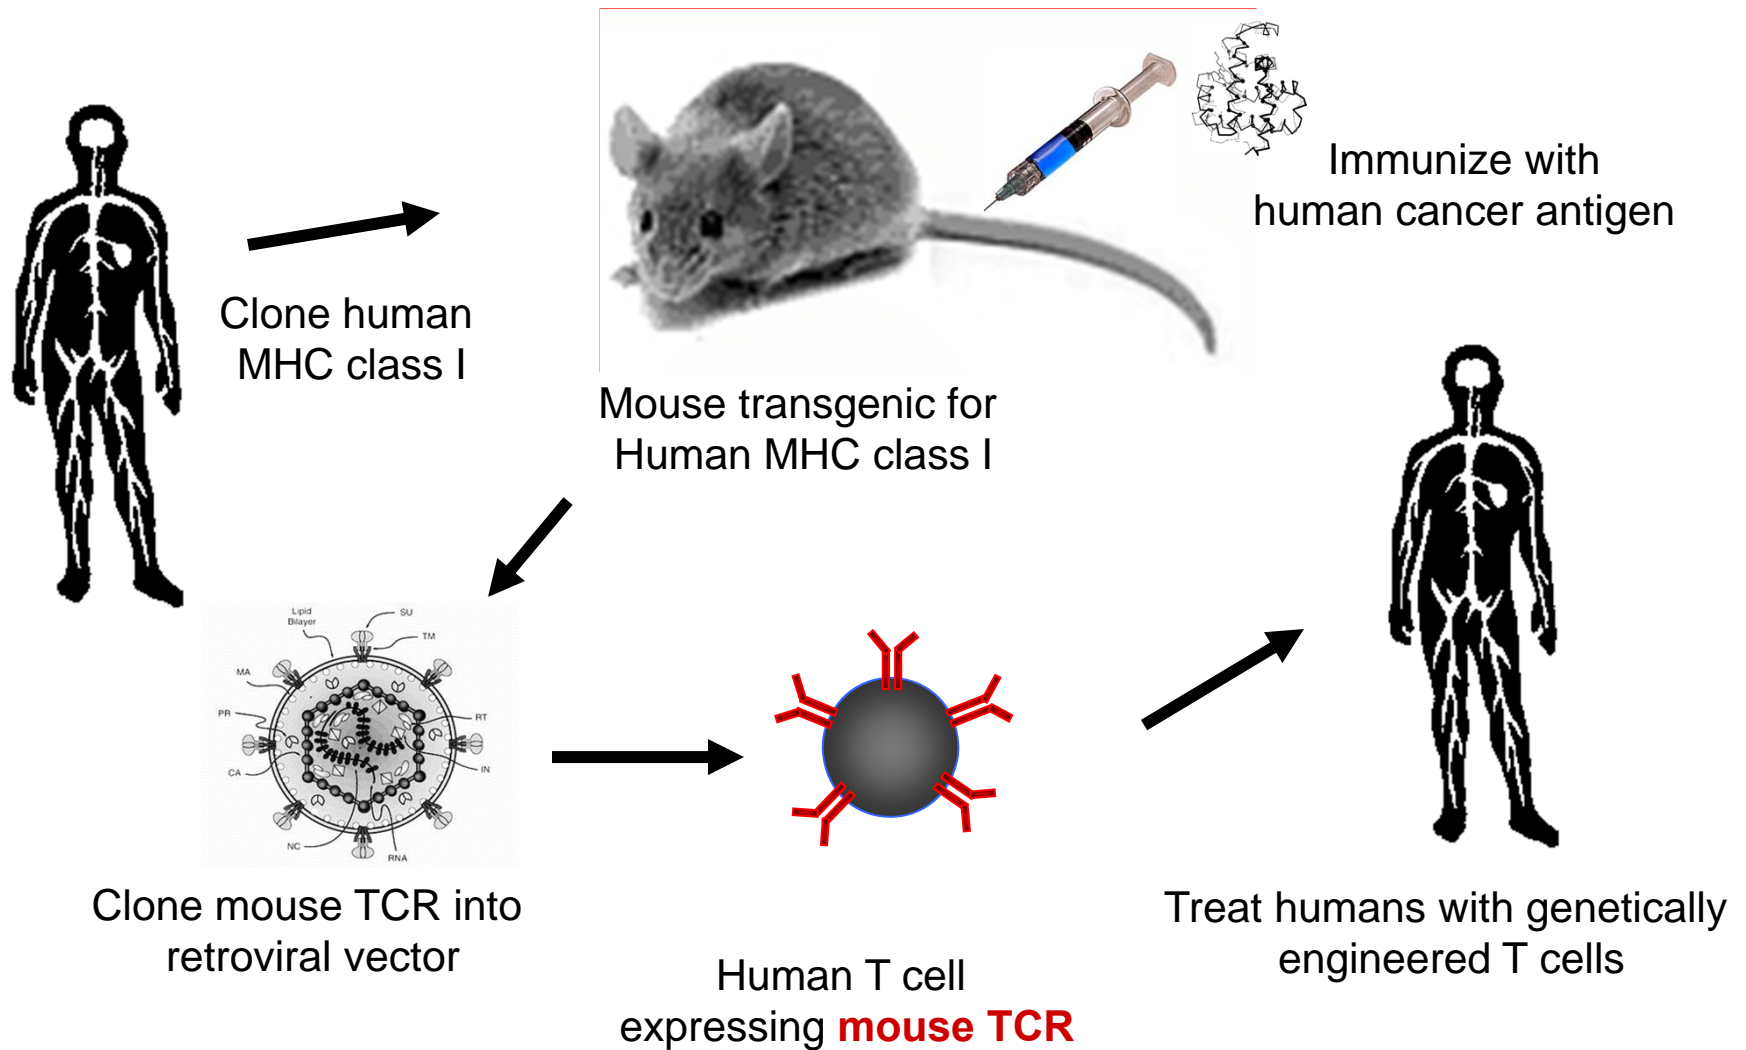 Immunize with
human cancer antigen
Clone human
MHC class I
Mouse transgenic for
Human MHC class I
Lipid
Bilayer
SU
TM
MA
PR
RT
CA
IN
NC
RNA
Clone mouse TCR into
retroviral vector
Human T cell
expressing mouse TCR
Treat humans with genetically
engineered T cells